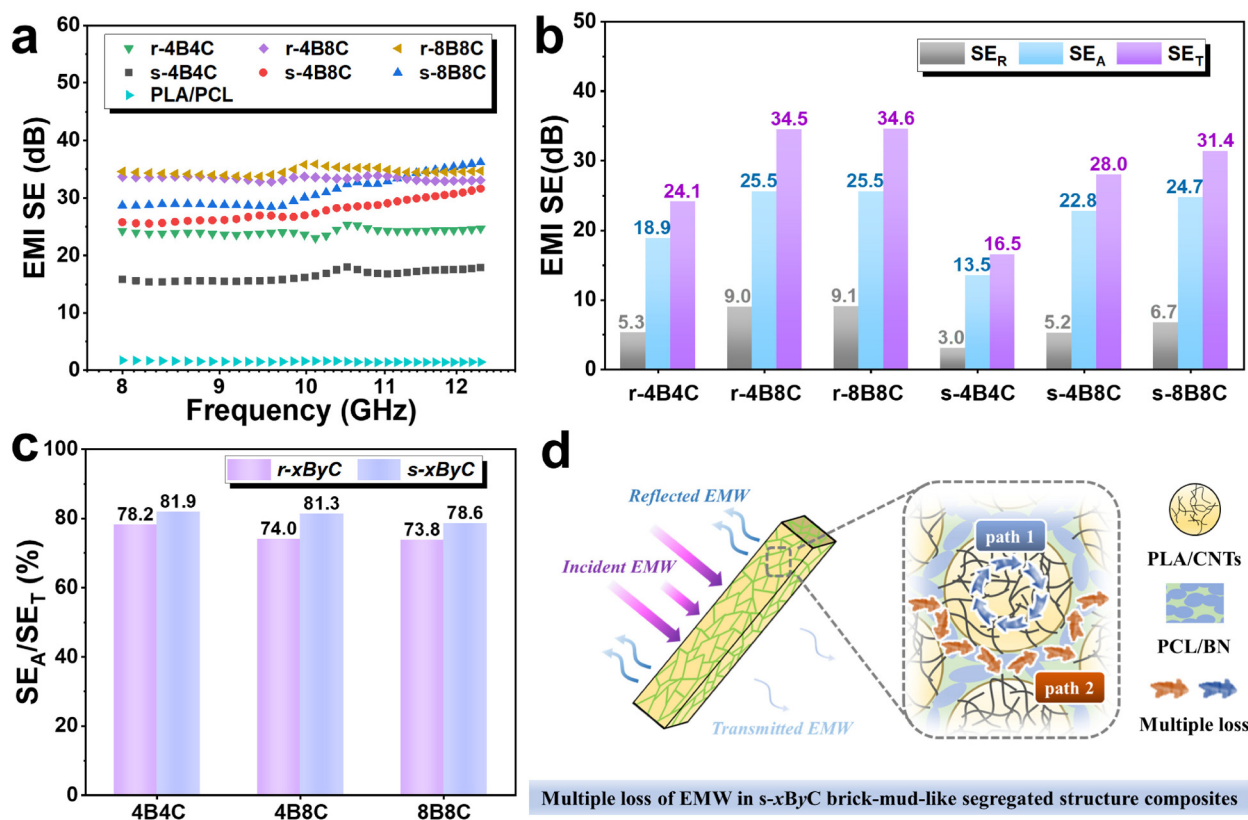 a
60
50
40
30
20
10
0
EMI SE (dB)
r-4B4C r-4B8C r-8B8C
s-4B4C s-4B8C s-8B8C
PLA/PCL
8 9 10 11 12
Frequency (GHz)
b
50
40
30
20
10
0
EMI SE(dB)
SE_R SE_A SE_T
5.3 18.9 24.1
9.0 25.5 34.5
9.1 25.5 34.6
3.0 13.5 16.5
5.2 22.8 28.0
6.7 24.7 31.4
r-4B4C r-4B8C r-8B8C s-4B4C s-4B8C s-8B8C
c
100
80
60
40
20
0
SE_A/SE_T (%)
r-xByC s-xByC
78.2 81.9
74.0 81.3
73.8 78.6
4B4C 4B8C 8B8C
d
Reflected EMW
Incident EMW
Transmitted EMW
path 1
path 2
PLA/CNTs
PCL/BN
Multiple loss
Multiple loss of EMW in s-xByC brick-mud-like segregated structure composites